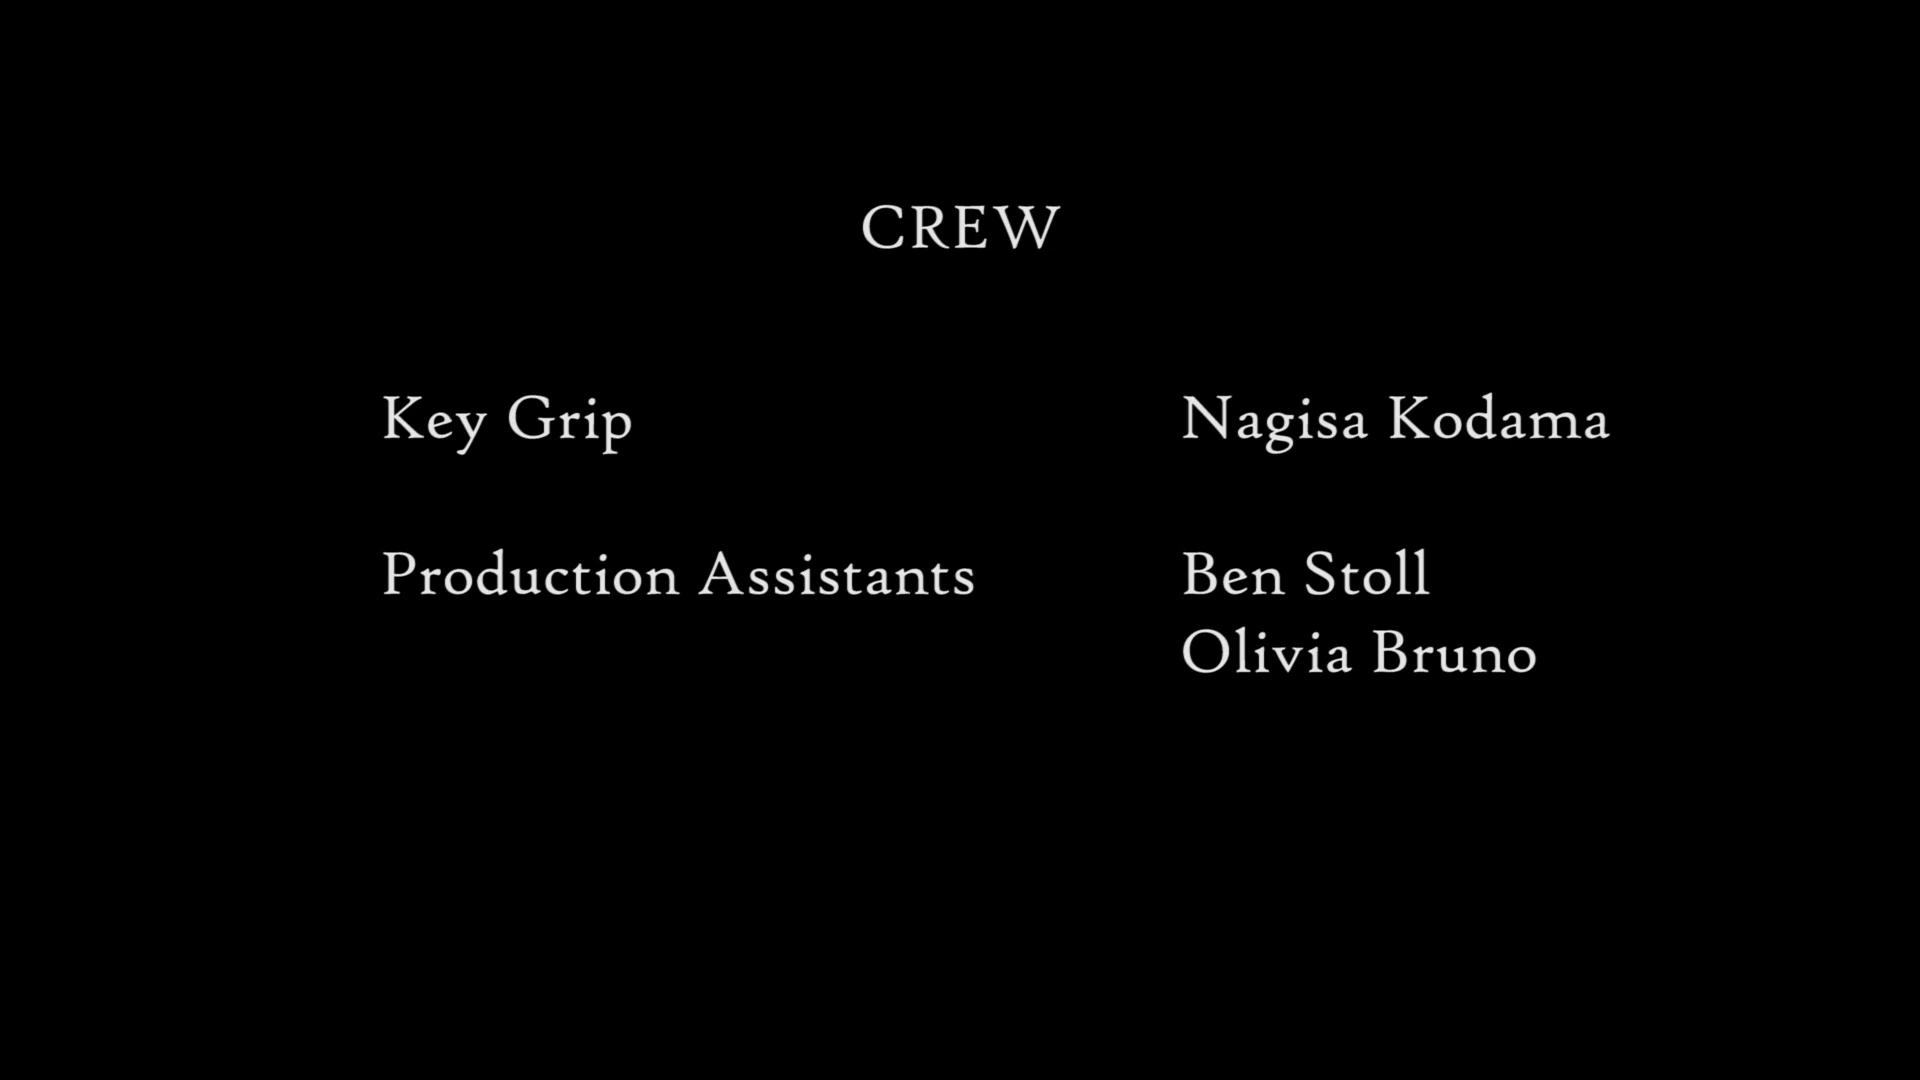 CREW
Key Grip Nagisa Kodama
Production Assistants Ben Stoll
Olivia Bruno